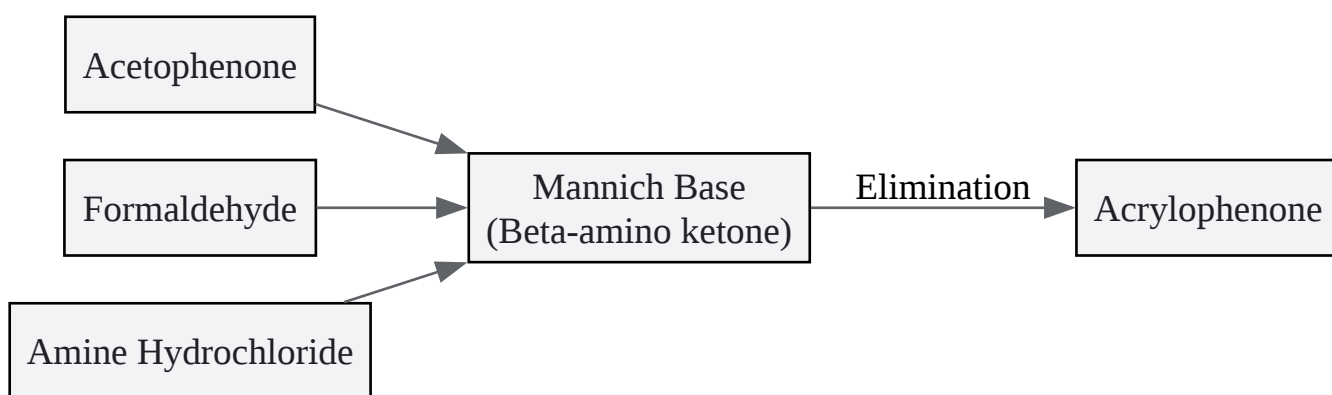 Acetophenone
Formaldehyde
Amine Hydrochloride
Mannich Base
(Beta-amino ketone)
Elimination
Acrylophenone